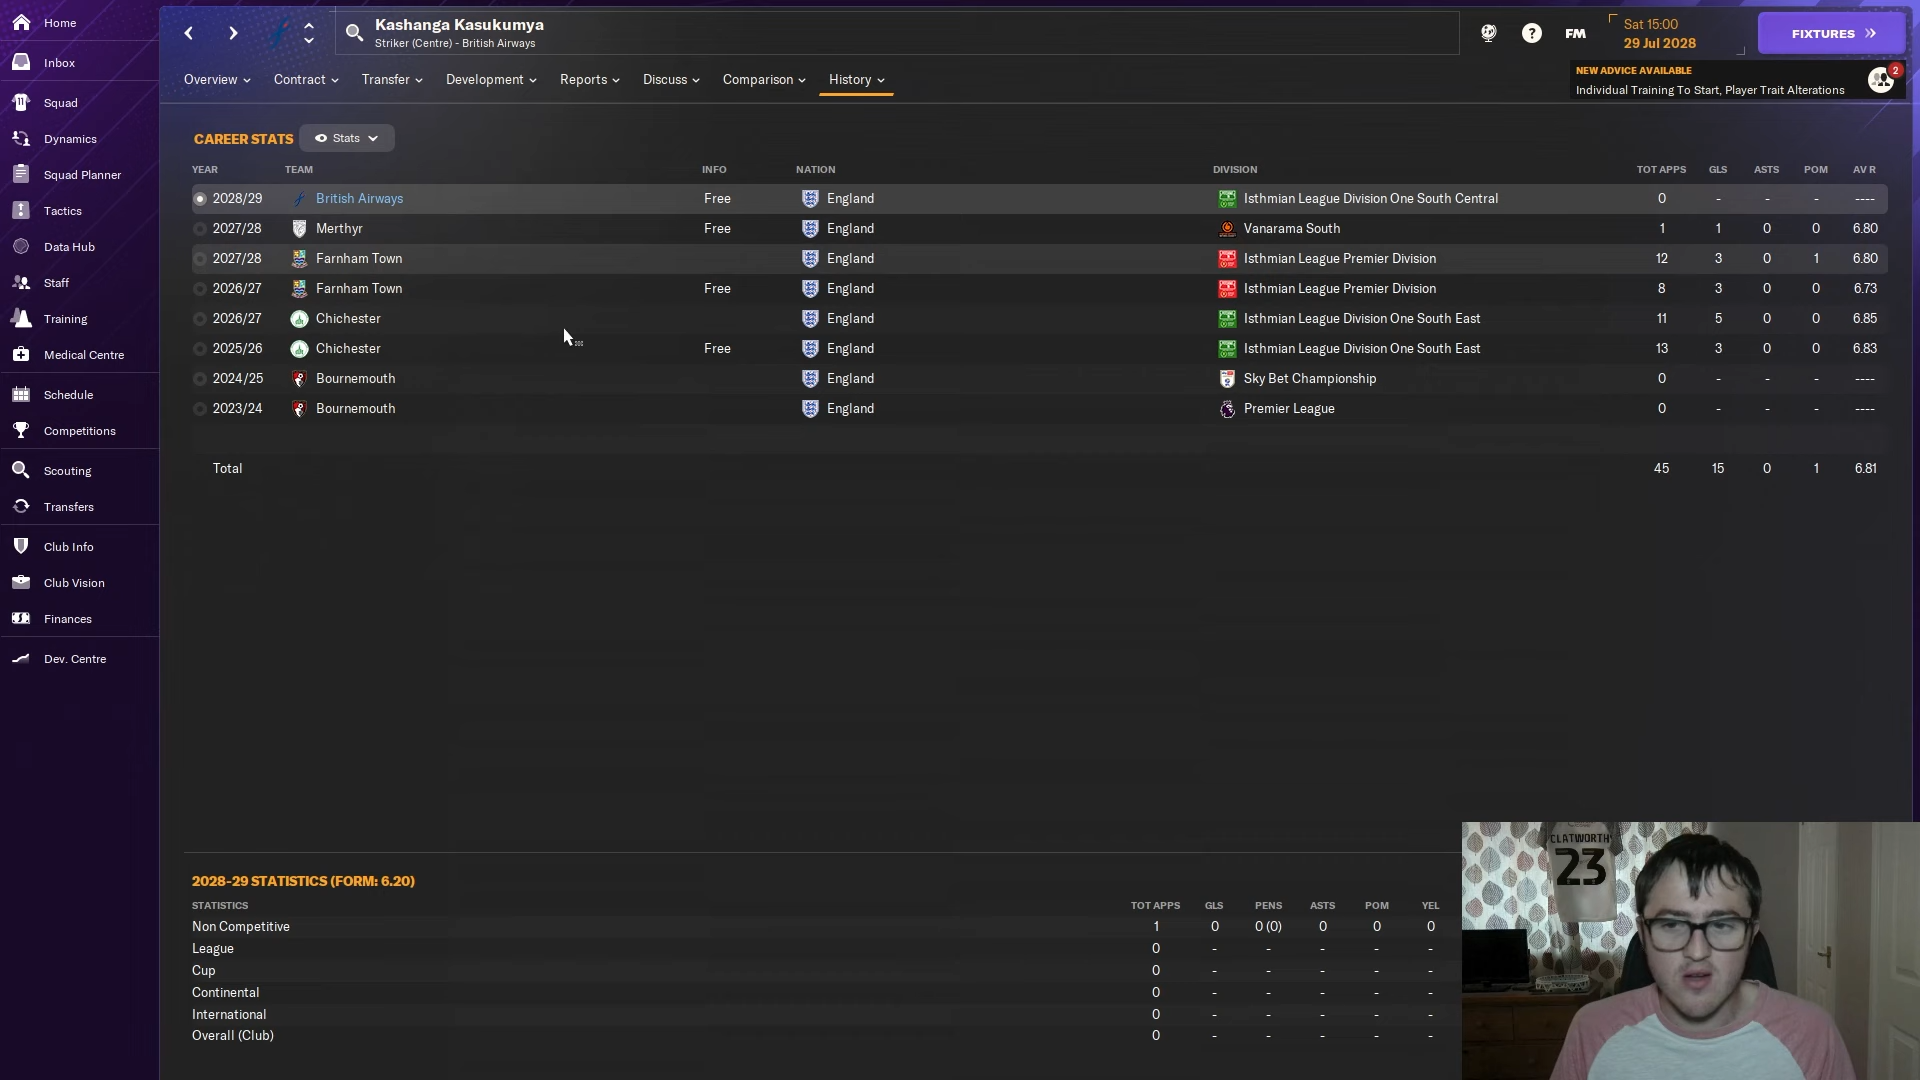 Home
Inbox
Squad
Dynamics
Squad Planner
Tactics
Data Hub
Staff
Training
Medical Centre
Schedule
Competitions
Scouting
Transfers
Club Info
Club Vision
Finances
Dev. Centre
Kashanga Kasukumya
Striker (Centre) - British Airways
? FM
Sat 15:00
29 Jul 2028
FIXTURES
Overview Contract Transfer Development Reports Discuss Comparison History
NEW ADVICE AVAILABLE
Individual Training To Start, Player Trait Alterations
2
CAREER STATS Stats
YEAR TEAM INFO NATION DIVISION TOT APPS GLS ASTS POM AV R
2028/29 British Airways Free England Isthmian League Division One South Central 0 - - - ----
2027/28 Merthyr Free England Vanarama South 1 1 0 0 6.80
2027/28 Farnham Town England Isthmian League Premier Division 12 3 0 1 6.80
2026/27 Farnham Town Free England Isthmian League Premier Division 8 3 0 0 6.73
2026/27 Chichester England Isthmian League Division One South East 11 5 0 0 6.85
2025/26 Chichester Free England Isthmian League Division One South East 13 3 0 0 6.83
2024/25 Bournemouth England Sky Bet Championship 0 - - - ----
2023/24 Bournemouth England Premier League 0 - - - ----
Total 45 15 0 1 6.81
2028-29 STATISTICS (FORM: 6.20)
STATISTICS TOT APPS GLS PENS ASTS POM YEL
Non Competitive 1 0 0 (0) 0 0 0
League 0 - - - - -
Cup 0 - - - - -
Continental 0 - - - - -
International 0 - - - - -
Overall (Club) 0 - - - - -
CLATWORTHY
23